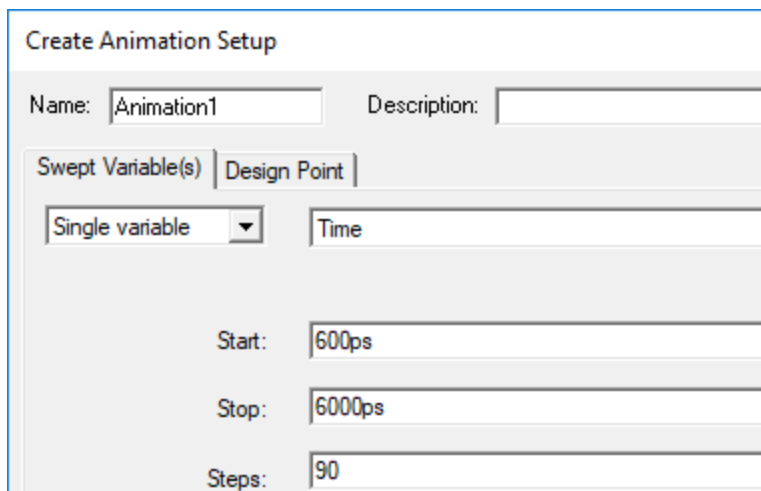 Create Animation Setup
Name: Animation1 Description:
Swept Variable(s) Design Point
Single variable Time
Start: 600ps
Stop: 6000ps
Steps: 90